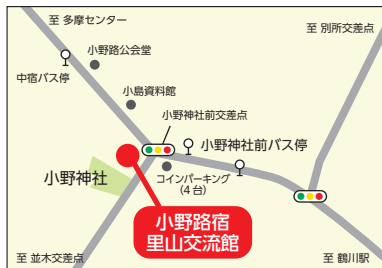 至 多摩センター
至 別所交差点
小野路公会堂
中宿バス停
小島資料館
小野神社前交差点
小野神社前バス停
小野神社
コインパーキング
(4台)
小野路宿
里山交流館
至 並木交差点
至 鶴川駅